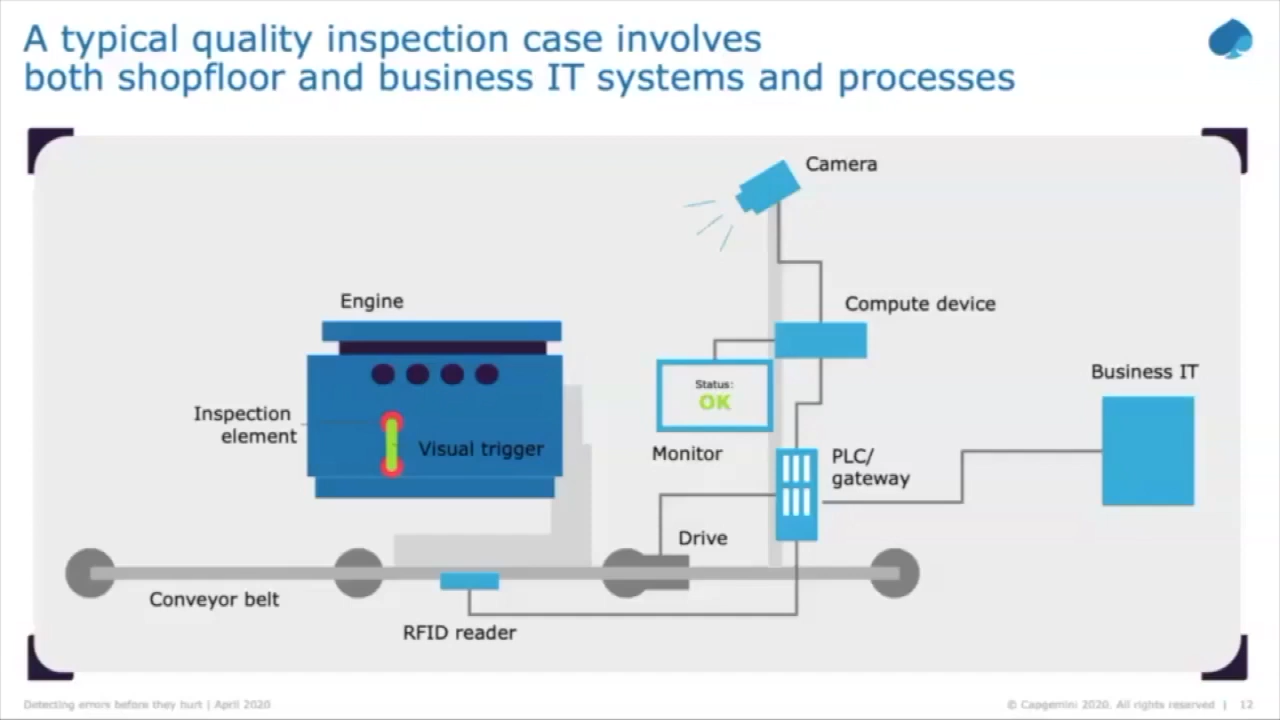 A typical quality inspection case involves
both shopfloor and business IT systems and processes
Camera
Engine
Compute device
Business IT
Status:
OK
Inspection
element
Visual trigger
Monitor
PLC/
gateway
Drive
Conveyor belt
RFID reader
Detecting errors before they hurt | April 2020
© Capgemini 2020. All rights reserved | 12